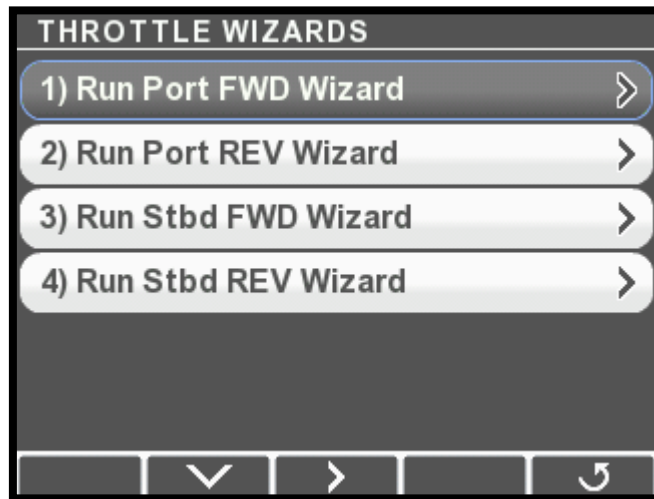 THROTTLE WIZARDS
1) Run Port FWD Wizard
2) Run Port REV Wizard
3) Run Stbd FWD Wizard
4) Run Stbd REV Wizard